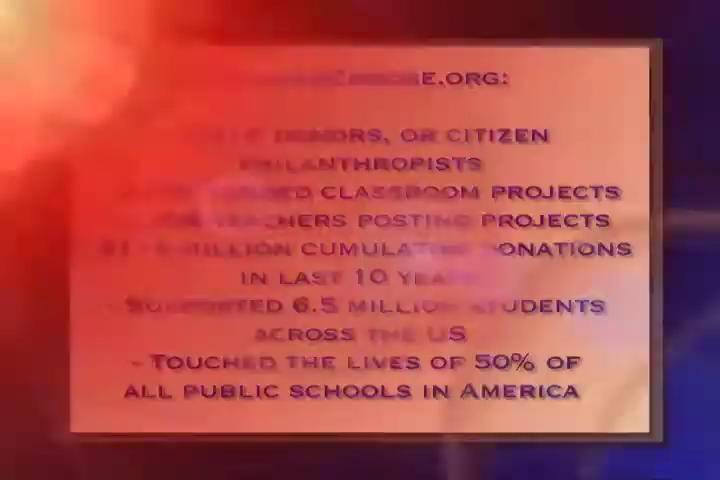 DONORS, OR CITIZEN
PHILANTHROPISTS
CLASSROOM PROJECTS
TEACHERS POSTING PROJECTS
MILLION CUMULATIVE DONATIONS
IN LAST 10 YEARS
- SUPPORTED 6.5 MILLION STUDENTS
ACROSS THE US
- TOUCHED THE LIVES OF 50% OF
ALL PUBLIC SCHOOLS IN AMERICA